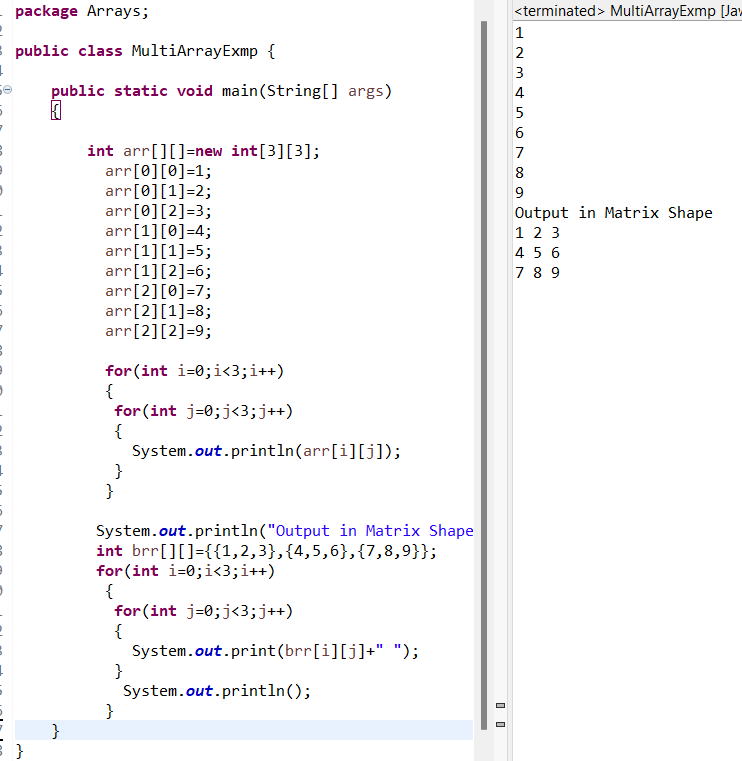 package Arrays;
public class MultiArrayExmp {
public static void main(String[] args)
{
int arr[][]=new int[3][3];
arr[0][0]=1;
arr[0][1]=2;
arr[0][2]=3;
arr[1][0]=4;
arr[1][1]=5;
arr[1][2]=6;
arr[2][0]=7;
arr[2][1]=8;
arr[2][2]=9;
for(int i=0;i<3;i++)
{
for(int j=0;j<3;j++)
{
System.out.println(arr[i][j]);
}
}
System.out.println("Output in Matrix Shape
int brr[][]={{1,2,3},{4,5,6},{7,8,9}};
for(int i=0;i<3;i++)
{
for(int j=0;j<3;j++)
{
System.out.print(brr[i][j]+" ");
}
System.out.println();
}
}
}
<terminated> MultiArrayExmp [Jav
1
2
3
4
5
6
7
8
9
Output in Matrix Shape
1 2 3
4 5 6
7 8 9